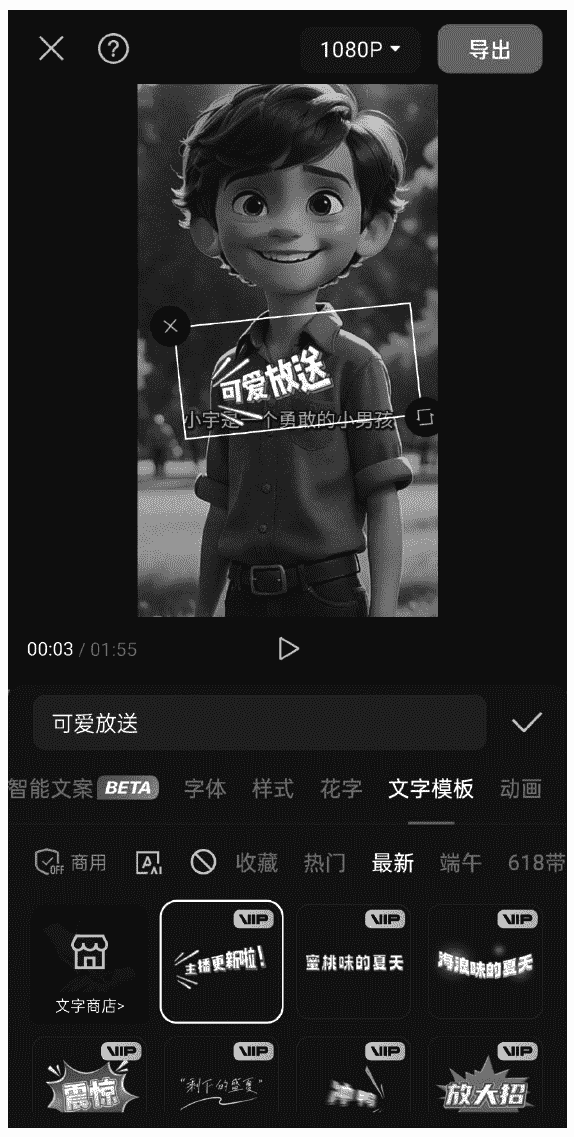 1080P
导出
可爱放送
小宇是一个勇敢的小男孩
00:03 / 01:55
可爱放送
智能文案 BETA 字体 样式 花字 文字模板 动画
OFF 商用 A AI 收藏 热门 最新 端午 618带
VIP VIP VIP
主播更新啦! 蜜桃味的夏天 海浪味的夏天
文字商店>
VIP VIP VIP VIP
震惊 "剩下的盛夏" 放大招